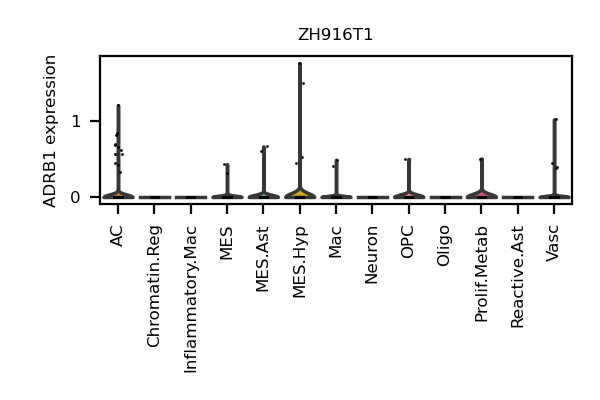 ZH916T1
ADRB1 expression
1
0
AC
Chromatin.Reg
Inflammatory.Mac
MES
MES.Ast
MES.Hyp
Mac
Neuron
OPC
Oligo
Prolif.Metab
Reactive.Ast
Vasc